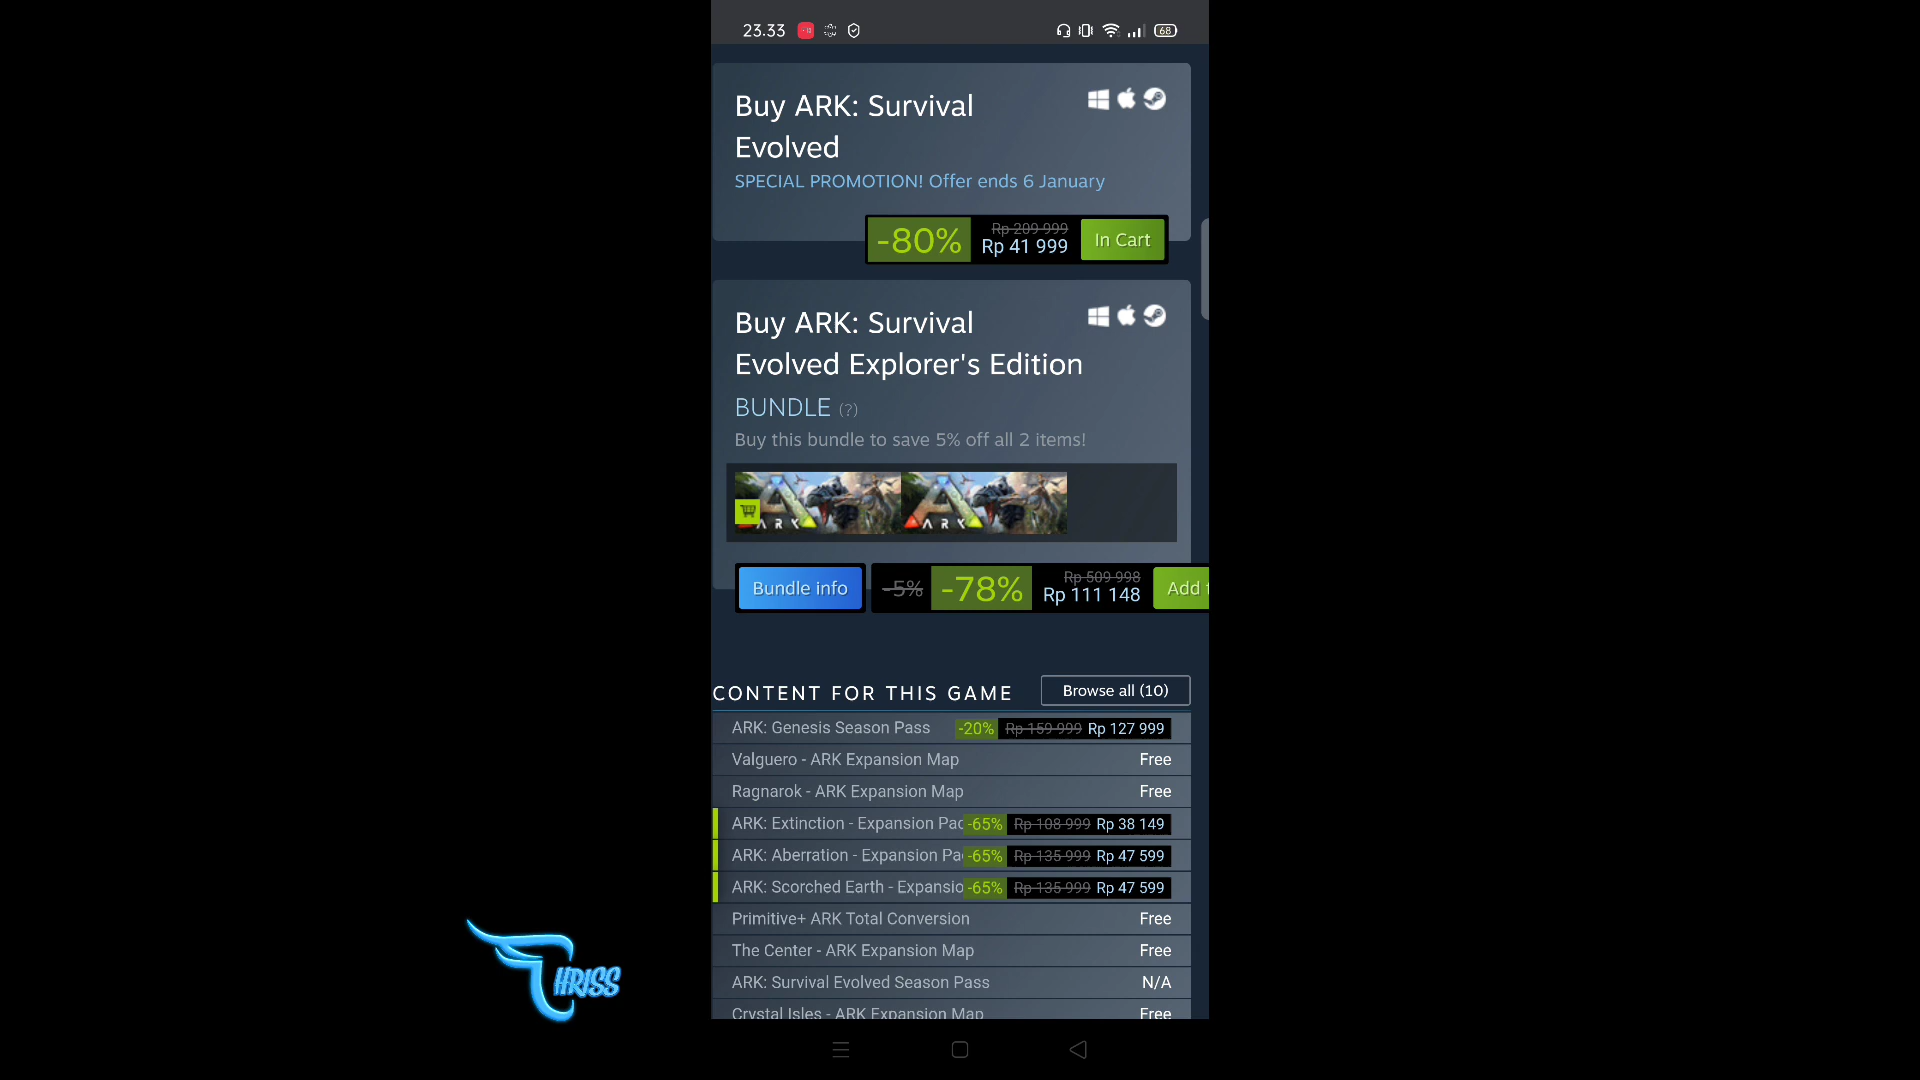 23.33
68
Buy ARK: Survival
Evolved
SPECIAL PROMOTION! Offer ends 6 January
-80%
Rp 209 999
Rp 41 999
In Cart
Buy ARK: Survival
Evolved Explorer's Edition
BUNDLE (?)
Buy this bundle to save 5% off all 2 items!
ARK ARK
Bundle info
-5%
-78%
Rp 509 998
Rp 111 148
Add t
CONTENT FOR THIS GAME
Browse all (10)
ARK: Genesis Season Pass -20% Rp 159 999 Rp 127 999
Valguero - ARK Expansion Map Free
Ragnarok - ARK Expansion Map Free
ARK: Extinction - Expansion Pac -65% Rp 108 999 Rp 38 149
ARK: Aberration - Expansion Pa -65% Rp 135 999 Rp 47 599
ARK: Scorched Earth - Expansio -65% Rp 135 999 Rp 47 599
Primitive+ ARK Total Conversion Free
The Center - ARK Expansion Map Free
ARK: Survival Evolved Season Pass N/A
Crystal Isles - ARK Expansion Map Free
HRISS